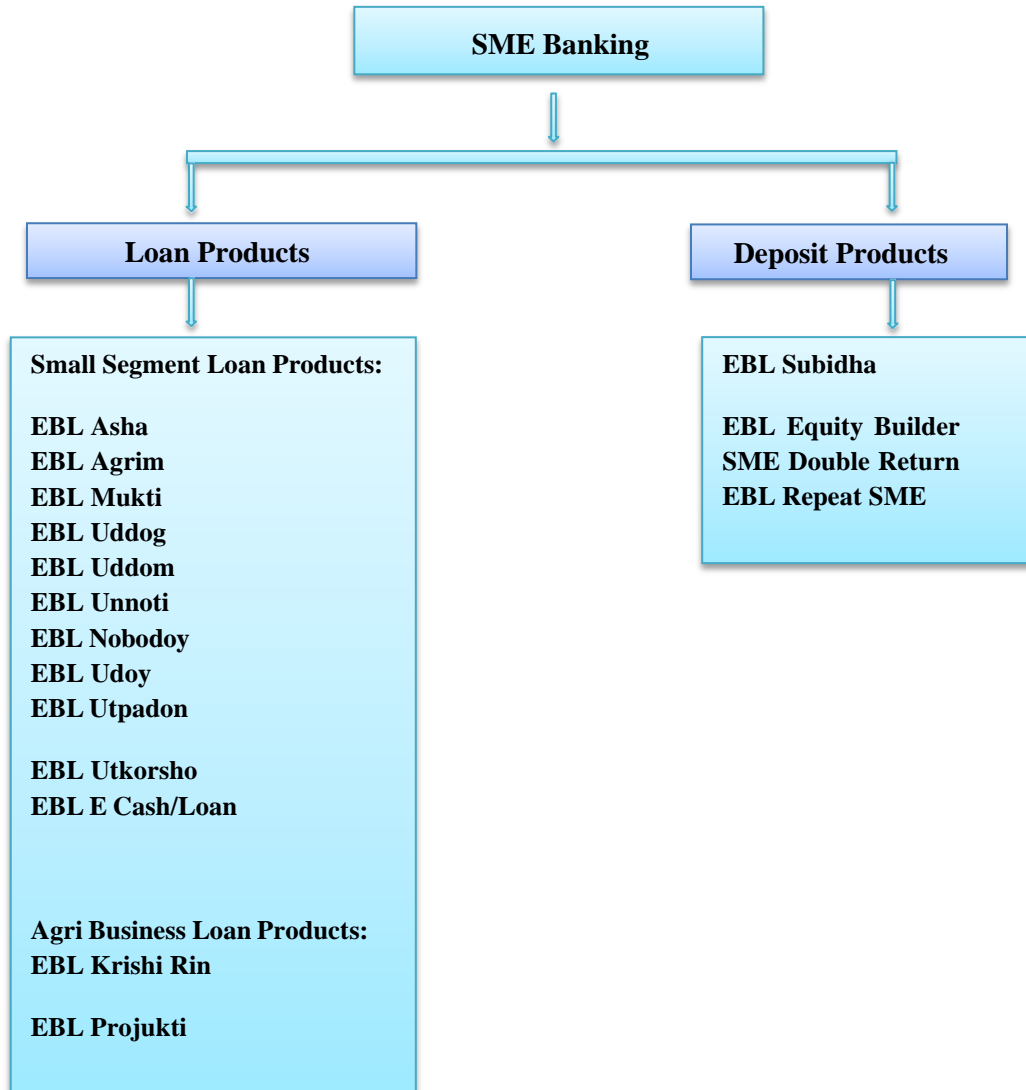 SME Banking
Loan Products
Deposit Products
Small Segment Loan Products:
EBL Asha
EBL Agrim
EBL Mukti
EBL Uddog
EBL Uddom
EBL Unnoti
EBL Nobodoy
EBL Udoy
EBL Utpadon
EBL Utkorsho
EBL E Cash/Loan
Agri Business Loan Products:
EBL Krishi Rin
EBL Projukti
EBL Subidha
EBL Equity Builder
SME Double Return
EBL Repeat SME